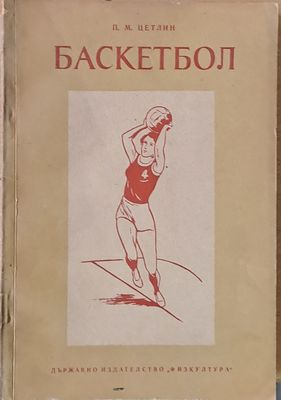 П. М. ЦЕТЛИН
БАСКЕТБОЛ
4
ДЪРЖАВНО ИЗДАТЕЛСТВО „ФИЗКУЛТУРА"